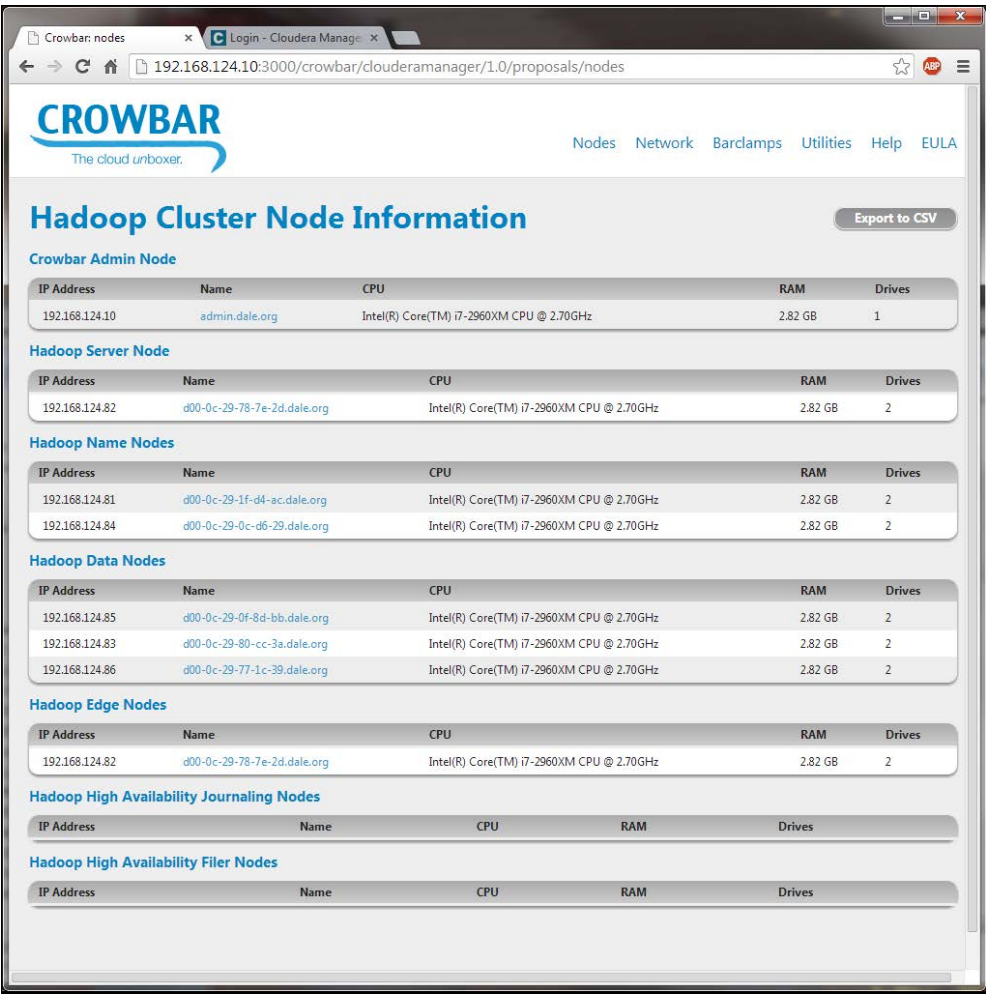 Crowbar: nodes
Login - Cloudera Manage
192.168.124.10:3000/crowbar/clouderamanager/1.0/proposals/nodes
ABP
CROWBAR
The cloud unboxer.
Nodes Network Barclamps Utilities Help EULA
Hadoop Cluster Node Information
Export to CSV
Crowbar Admin Node
IP Address Name CPU RAM Drives
192.168.124.10 admin.dale.org Intel(R) Core(TM) i7-2960XM CPU @ 2.70GHz 2.82 GB 1
Hadoop Server Node
IP Address Name CPU RAM Drives
192.168.124.82 d00-0c-29-78-7e-2d.dale.org Intel(R) Core(TM) i7-2960XM CPU @ 2.70GHz 2.82 GB 2
Hadoop Name Nodes
IP Address Name CPU RAM Drives
192.168.124.81 d00-0c-29-1f-d4-ac.dale.org Intel(R) Core(TM) i7-2960XM CPU @ 2.70GHz 2.82 GB 2
192.168.124.84 d00-0c-29-0c-d6-29.dale.org Intel(R) Core(TM) i7-2960XM CPU @ 2.70GHz 2.82 GB 2
Hadoop Data Nodes
IP Address Name CPU RAM Drives
192.168.124.85 d00-0c-29-0f-8d-bb.dale.org Intel(R) Core(TM) i7-2960XM CPU @ 2.70GHz 2.82 GB 2
192.168.124.83 d00-0c-29-80-cc-3a.dale.org Intel(R) Core(TM) i7-2960XM CPU @ 2.70GHz 2.82 GB 2
192.168.124.86 d00-0c-29-77-1c-39.dale.org Intel(R) Core(TM) i7-2960XM CPU @ 2.70GHz 2.82 GB 2
Hadoop Edge Nodes
IP Address Name CPU RAM Drives
192.168.124.82 d00-0c-29-78-7e-2d.dale.org Intel(R) Core(TM) i7-2960XM CPU @ 2.70GHz 2.82 GB 2
Hadoop High Availability Journaling Nodes
IP Address Name CPU RAM Drives
Hadoop High Availability Filer Nodes
IP Address Name CPU RAM Drives